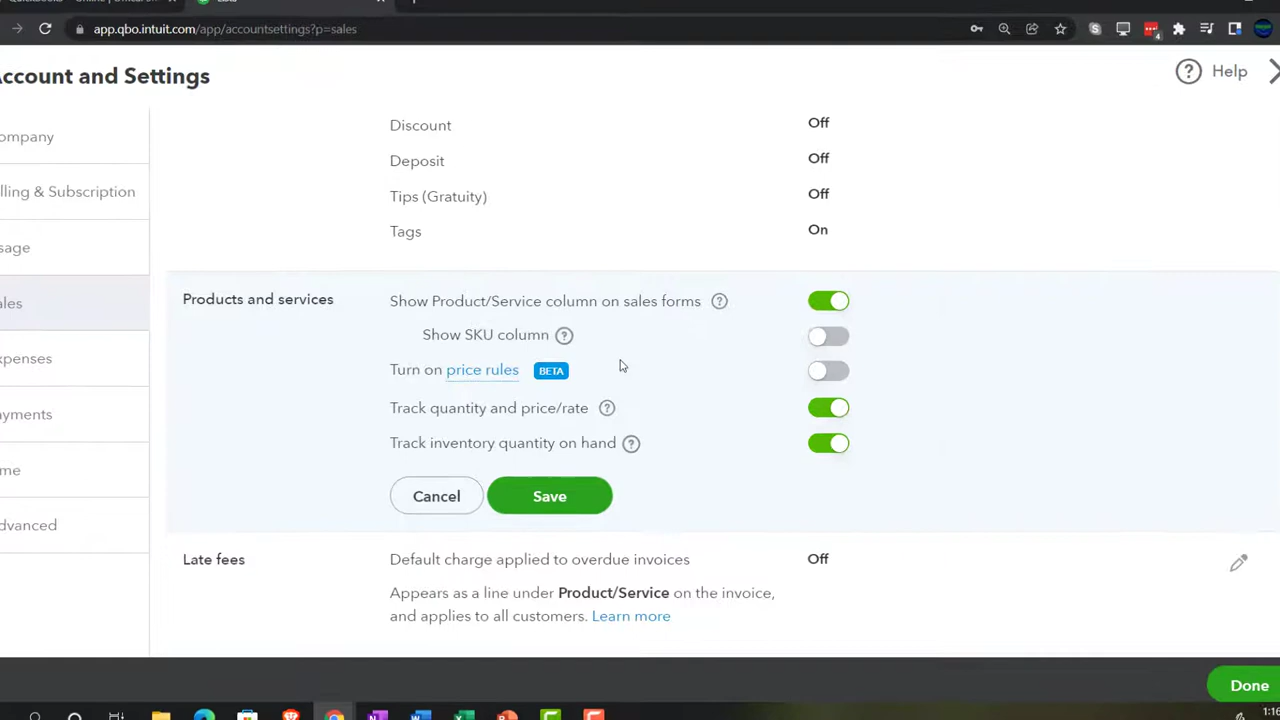 app.qbo.intuit.com/app/accountsettings?p=sales
4
ccount and Settings
Help
ompany
lling & Subscription
sage
ales
xpenses
ayments
me
dvanced
Discount Off
Deposit Off
Tips (Gratuity) Off
Tags On
Products and services
Show Product/Service column on sales forms ?
Show SKU column ?
Turn on price rules BETA
Track quantity and price/rate ?
Track inventory quantity on hand ?
Cancel Save
Late fees
Default charge applied to overdue invoices Off
Appears as a line under Product/Service on the invoice,
and applies to all customers. Learn more
Done
1:16